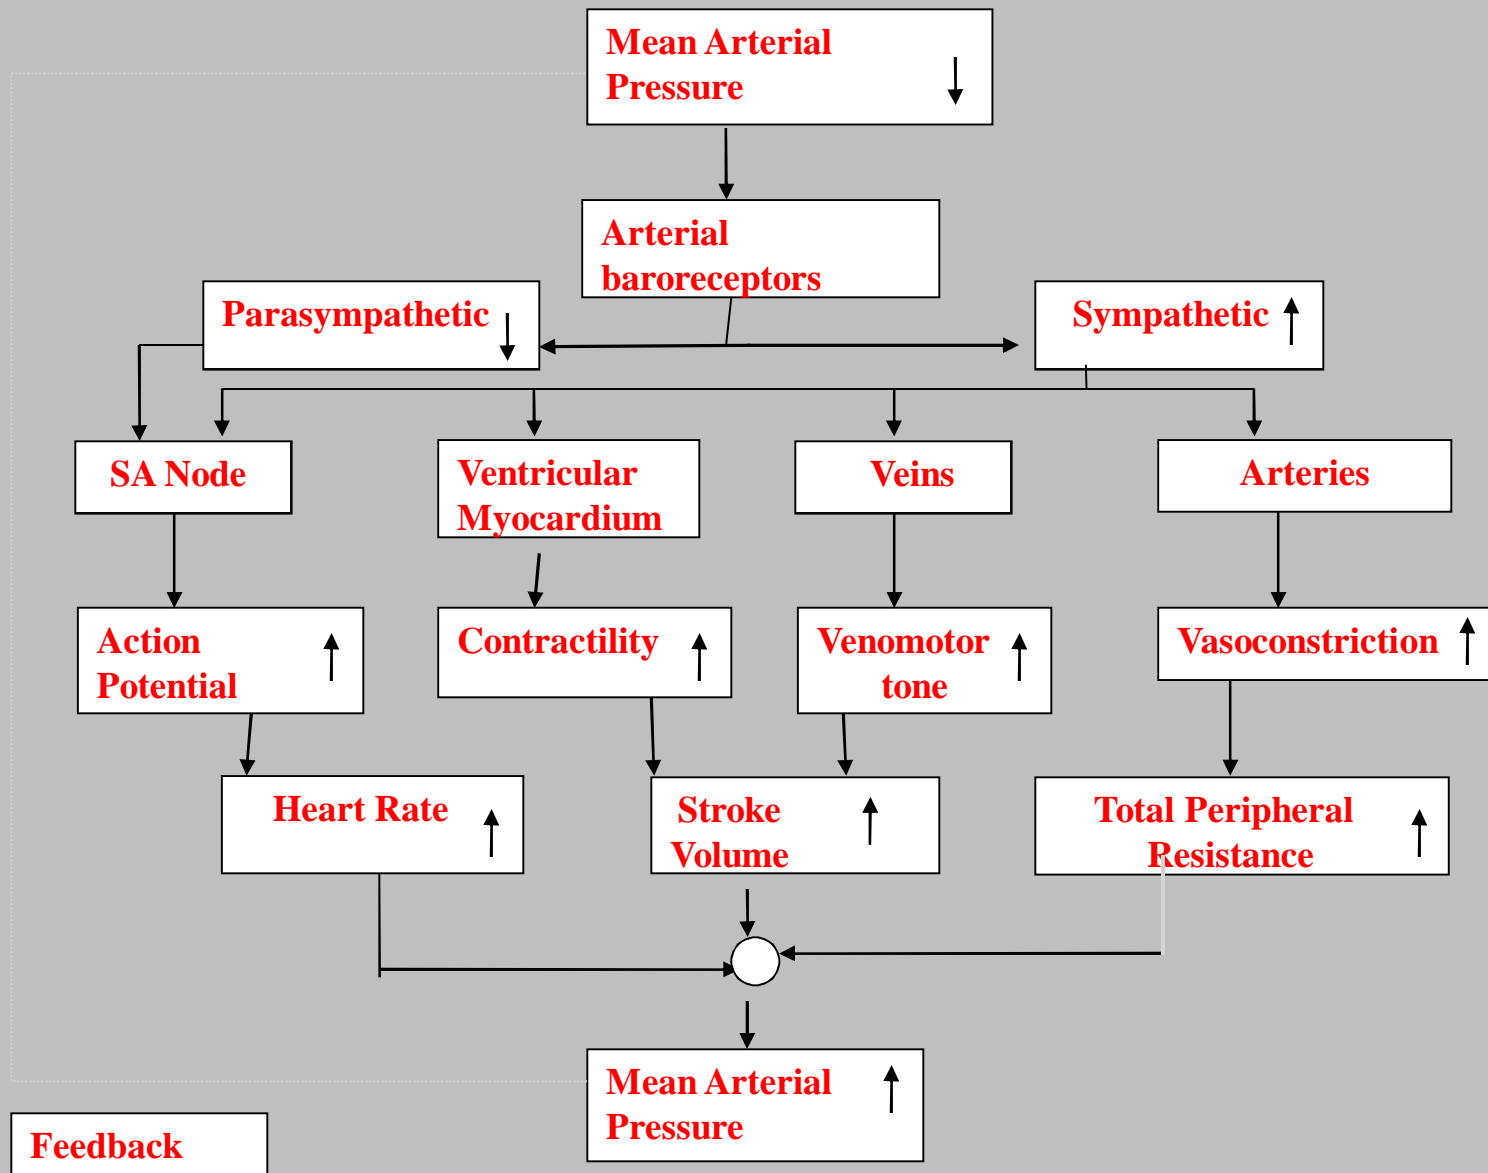 Mean Arterial
Pressure
Arterial
baroreceptors
Parasympathetic
Sympathetic
SA Node
Ventricular
Myocardium
Veins
Arteries
Action
Potential
Contractility
Venomotor
tone
Vasoconstriction
Heart Rate
Stroke
Volume
Total Peripheral
Resistance
Mean Arterial
Pressure
Feedback